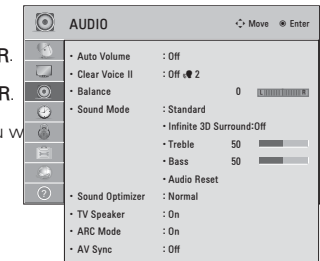 AUDIO Move Enter
R.
• Auto Volume : Off
• Clear Voice II : Off 2
R.
• Balance 0 L R
• Sound Mode : Standard
• Infinite 3D Surround:Off
• Treble 50
• Bass 50
• Audio Reset
?
• Sound Optimizer : Normal
• TV Speaker : On
• ARC Mode : On
• AV Sync : Off